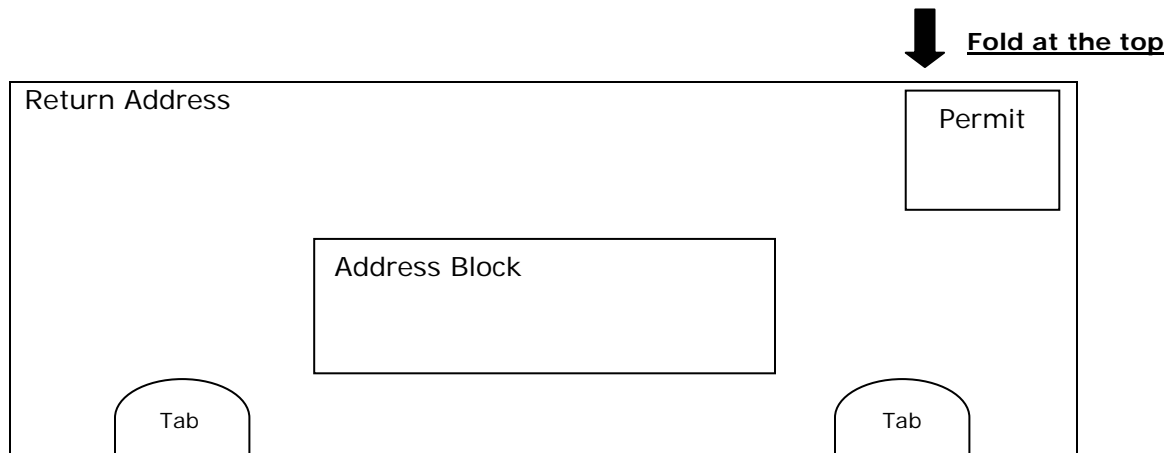 Fold at the top
Return Address
Permit
Address Block
Tab
Tab